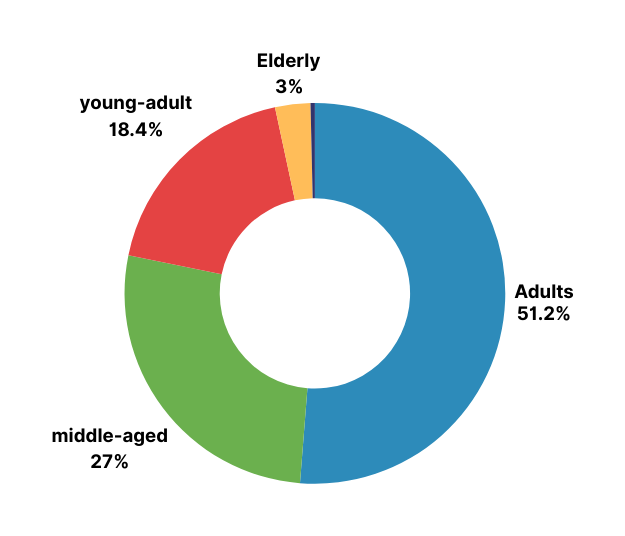 Elderly
3%
young-adult
18.4%
Adults
51.2%
middle-aged
27%